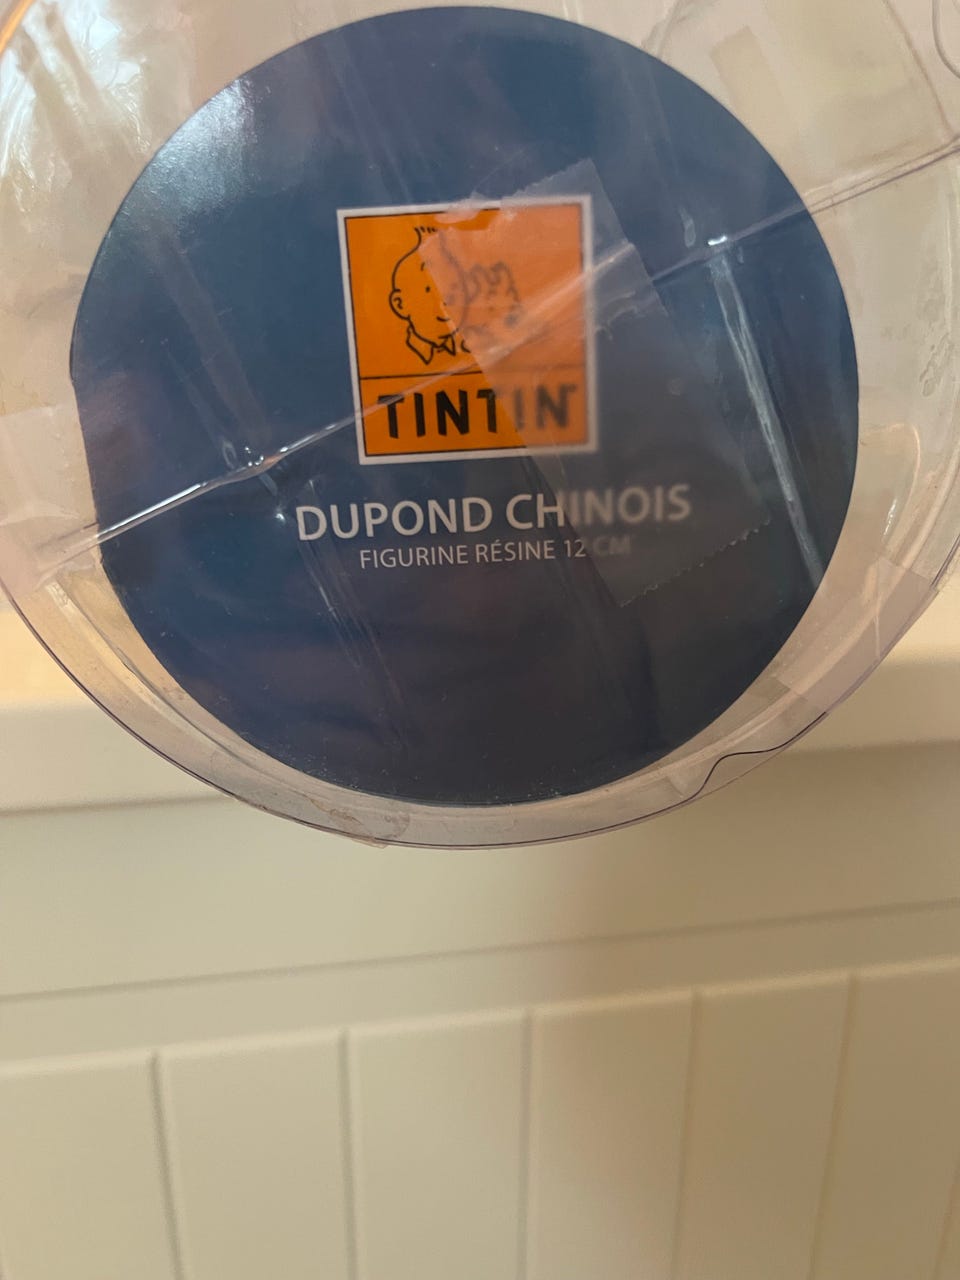 TINTIN
DUPOND CHINOIS
FIGURINE RÉSINE 12 CM